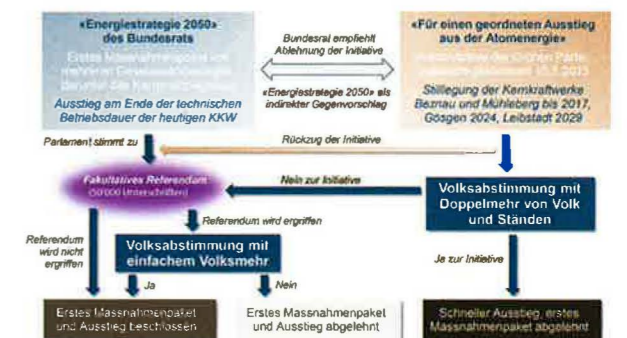 «Energiestrategie 2050»
des Bundesrats
Erstes Massnahmenpaket
Ausstieg am Ende der technischen
Betriebsdauer der heutigen KKW
Bundesrat empfiehlt
Ablehnung der Initiative
«Energiestrategie 2050» als
indirekter Gegenvorschlag
«Für einen geordneten Ausstieg
aus der Atomenergie»
Stilllegung der Kernkraftwerke
Beznau und Mühleberg bis 2017,
Gösgen 2024, Leibstadt 2029
Parlament stimmt zu
Rückzug der Initiative
Fakultatives Referendum
(50'000 Unterschriften)
Nein zur Initiative
Volksabstimmung mit
Doppelmehr von Volk
und Ständen
Referendum wird ergriffen
Referendum
wird nicht
ergriffen
Volksabstimmung mit
einfachem Volksmehr
Ja zur Initiative
Ja
Nein
Erstes Massnahmenpaket
und Ausstieg beschlossen
Erstes Massnahmenpaket
und Ausstieg abgelehnt
Schneller Ausstieg, erstes
Massnahmenpaket abgelehnt